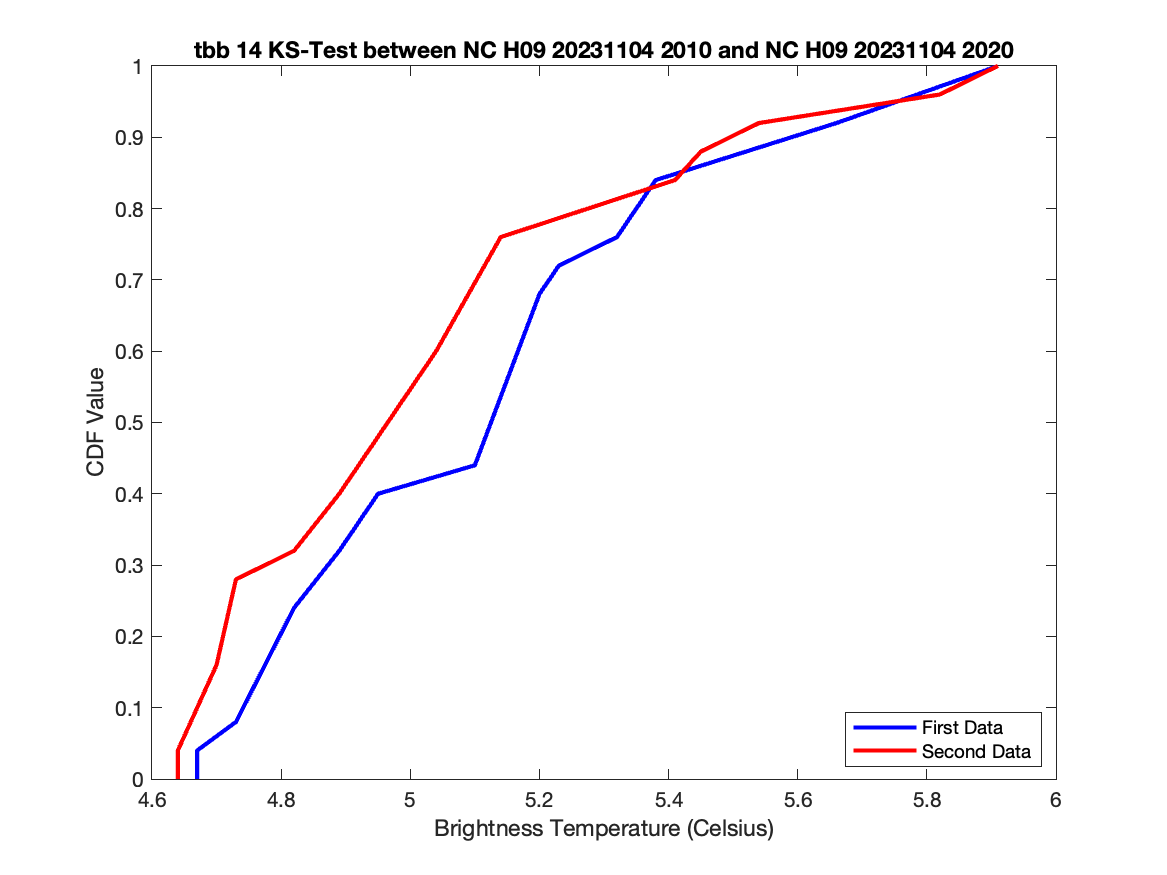 tbb 14 KS-Test between NC H09 20231104 2010 and NC H09 20231104 2020
1
0.9
0.8
0.7
0.6
0.5
0.4
0.3
0.2
0.1
0
CDF Value
First Data
Second Data
4.6 4.8 5 5.2 5.4 5.6 5.8 6
Brightness Temperature (Celsius)